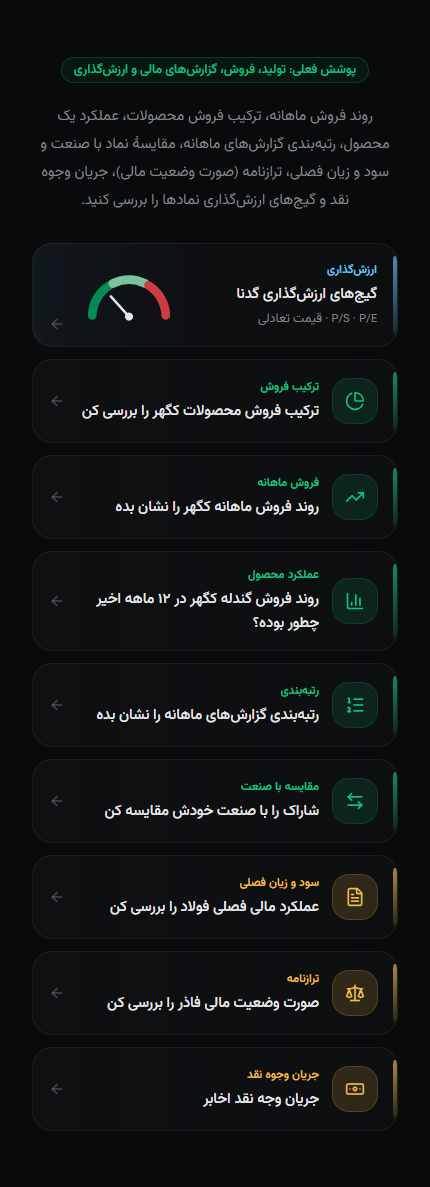 پوشش فعلی: تولید، فروش، گزارش‌های مالی و ارزش‌گذاری
روند فروش ماهانه، ترکیب فروش محصولات، عملکرد یک
محصول، رتبه‌بندی گزارش‌های ماهانه، مقایسهٔ نماد با صنعت و
سود و زیان فصلی، ترازنامه (صورت وضعیت مالی)، جریان وجوه
نقد و گیج‌های ارزش‌گذاری نمادها را بررسی کنید.
ارزش‌گذاری
گیج‌های ارزش‌گذاری گدنا
P/S · P/E · قیمت تعادلی
ترکیب فروش
ترکیب فروش محصولات کگهر را بررسی کن
فروش ماهانه
روند فروش ماهانه کگهر را نشان بده
عملکرد محصول
روند فروش گندله کگهر در ۱۲ ماهه اخیر
چطور بوده؟
رتبه‌بندی
رتبه‌بندی گزارش‌های ماهانه را نشان بده
مقایسه با صنعت
شاراک را با صنعت خودش مقایسه کن
سود و زیان فصلی
عملکرد مالی فصلی فولاد را بررسی کن
ترازنامه
صورت وضعیت مالی فاذر را بررسی کن
جریان وجوه نقد
جریان وجه نقد اخابر